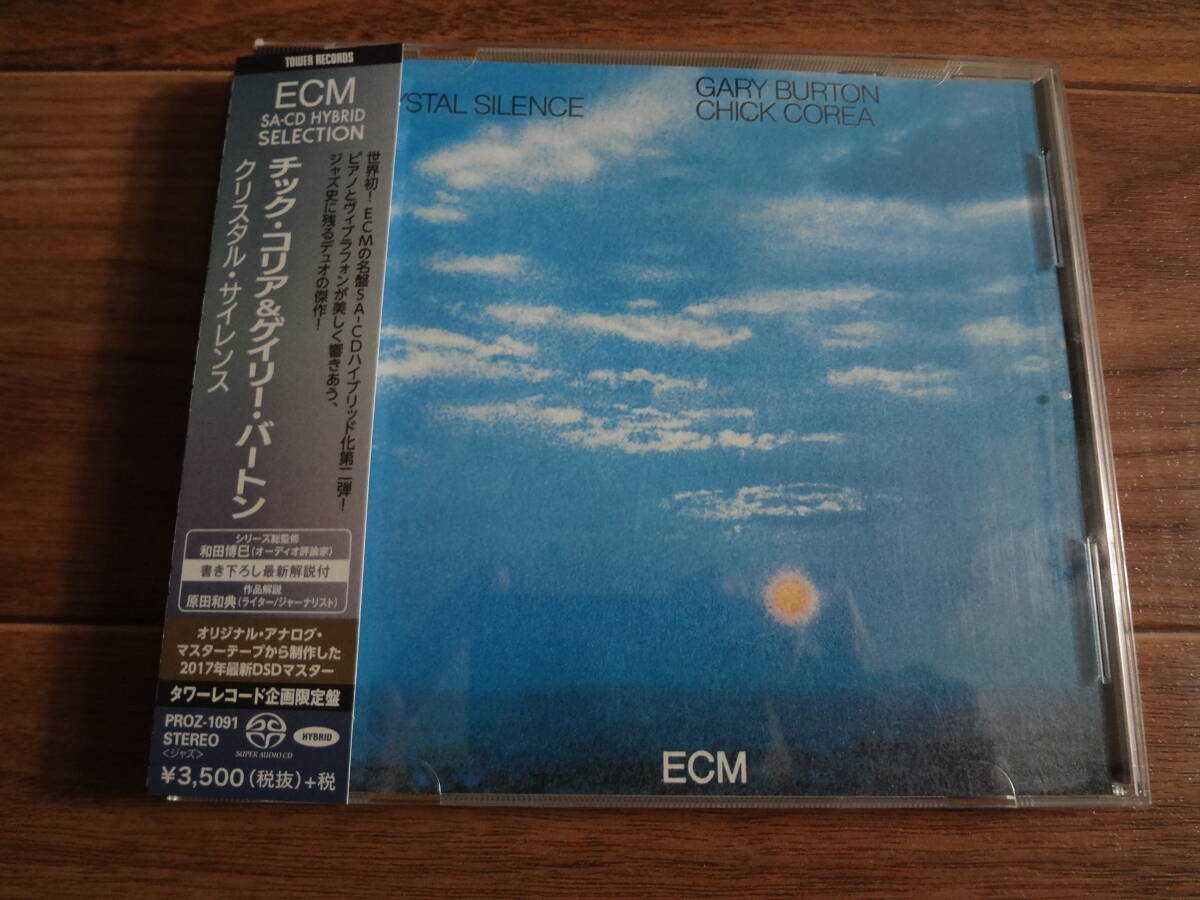 TOWER RECORDS
ECM
SA-CD HYBRID
SELECTION
世界初!ECMの名盤SA-CDハイブリッド化第二弾!
ピアノとヴィブラフォンが美しく響きあう、
ジャズ史に残るデュオの傑作!
チック・コリア&ゲイリー・バートン
クリスタル・サイレンス
シリーズ総監修
和田博巳(オーディオ評論家)
書き下ろし最新解説付
作品解説
原田和典(ライター/ジャーナリスト)
オリジナル・アナログ・
マスターテープから制作した
2017年最新DSDマスター
タワーレコード企画限定盤
PROZ-1091
STEREO
<ジャズ>
SUPER AUDIO CD
HYBRID
¥3,500(税抜)+税
YSTAL SILENCE
GARY BURTON
CHICK COREA
ECM